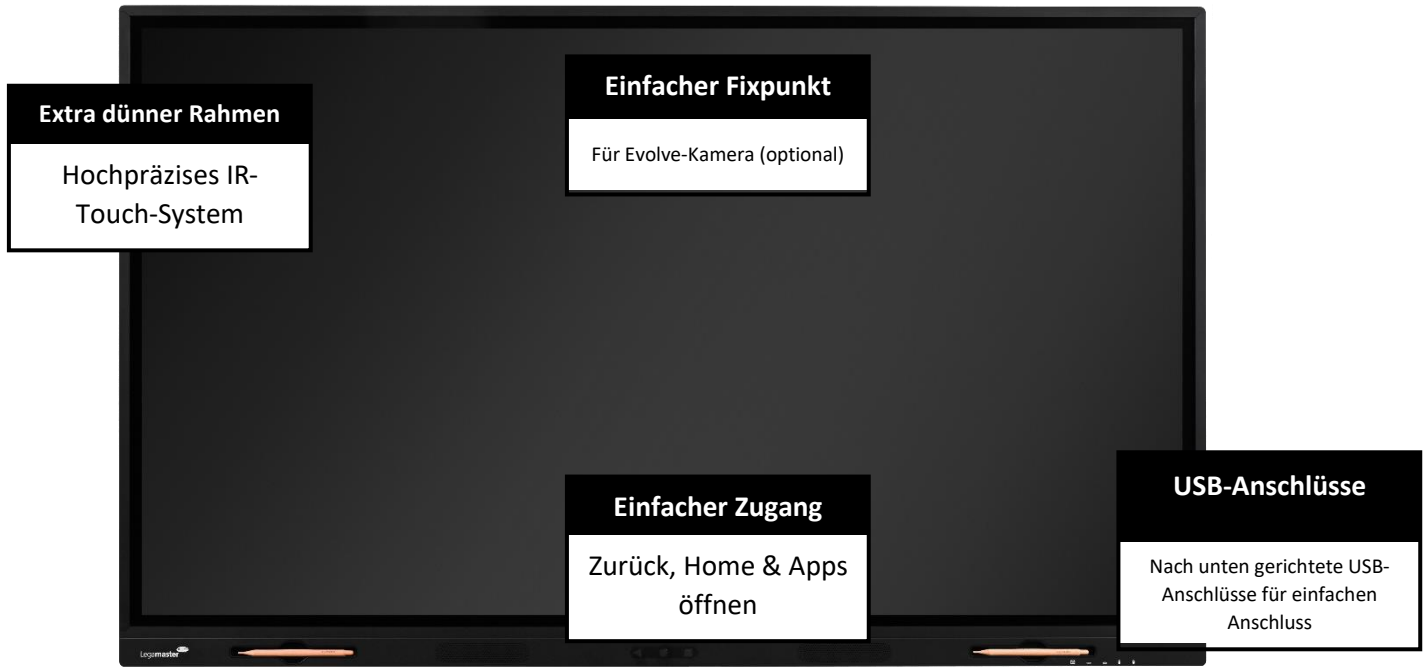 Extra dünner Rahmen
Hochpräzises IR-
Touch-System
Einfacher Fixpunkt
Für Evolve-Kamera (optional)
Einfacher Zugang
Zurück, Home & Apps
öffnen
USB-Anschlüsse
Nach unten gerichtete USB-
Anschlüsse für einfachen
Anschluss
Legamaster